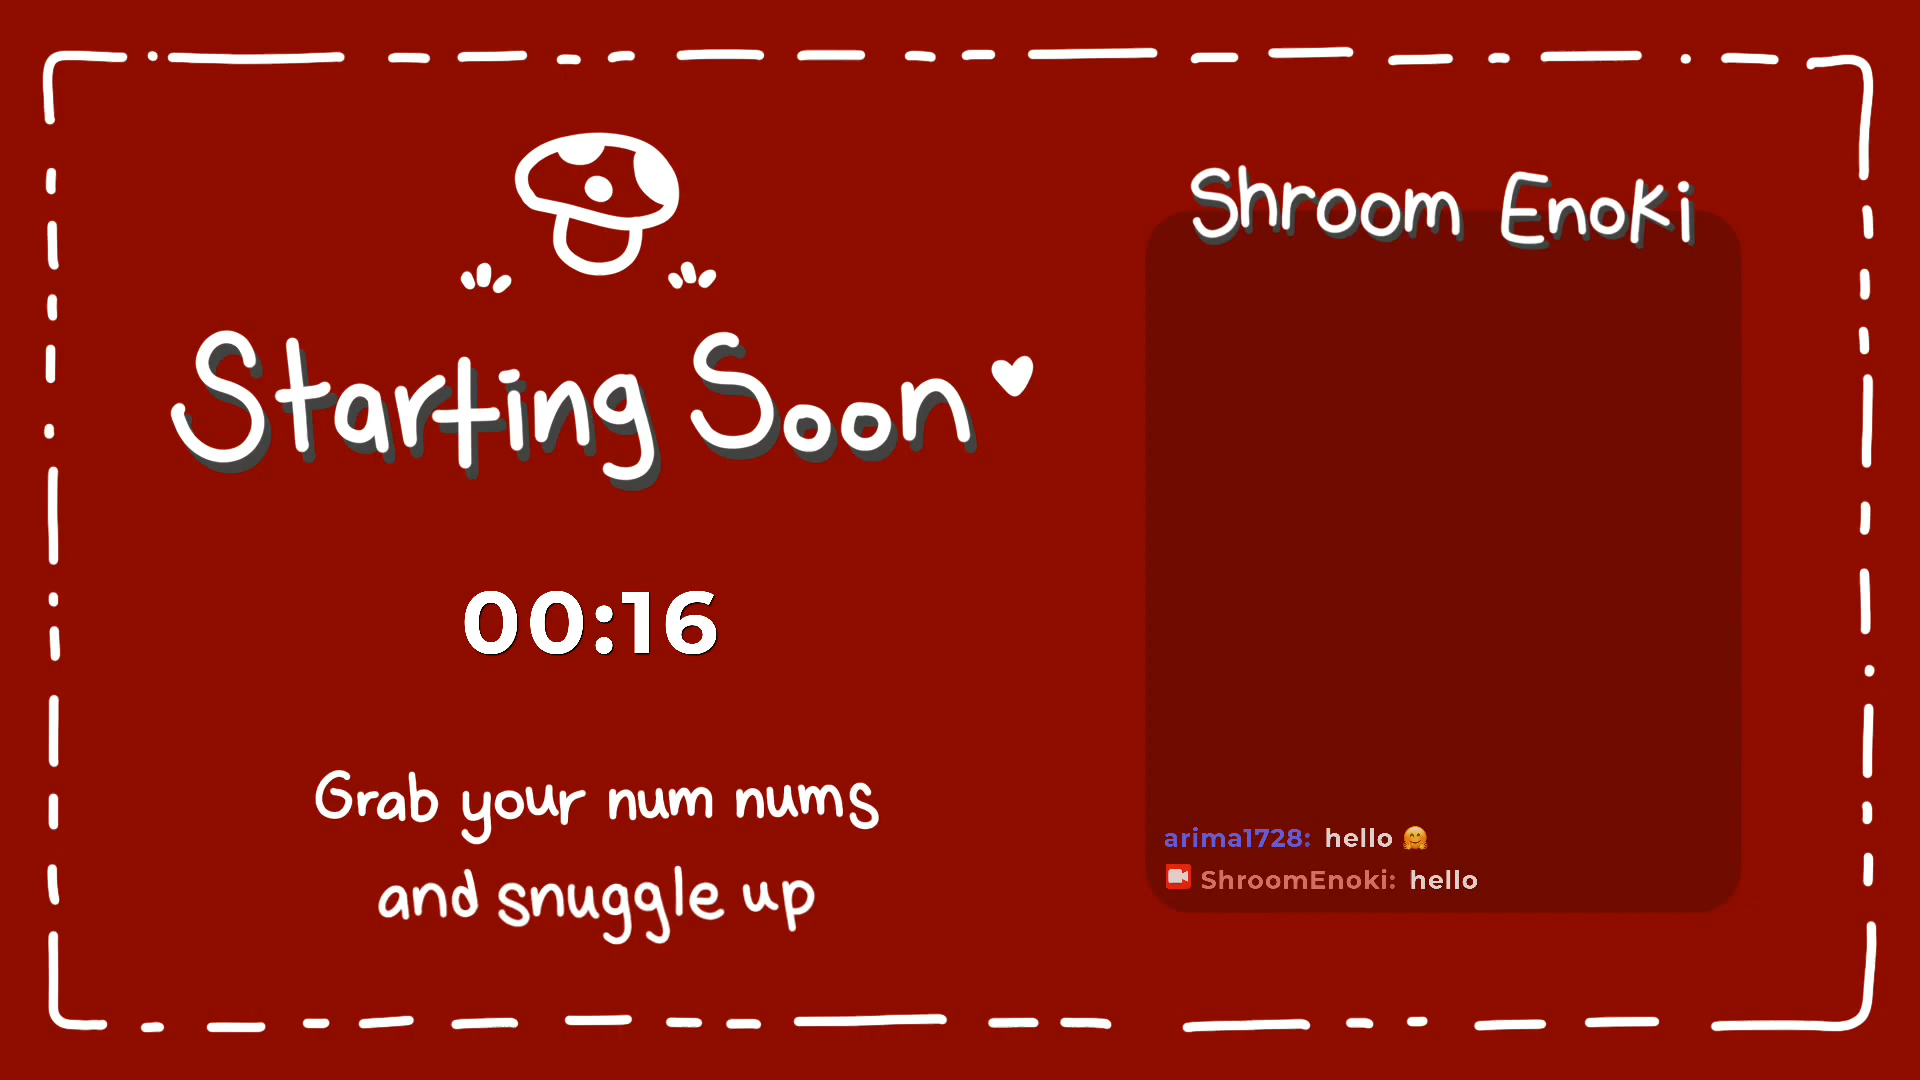 Starting Soon
00:16
Grab your num nums
and snuggle up
Shroom Enoki
arima1728: hello 🤗
ShroomEnoki: hello